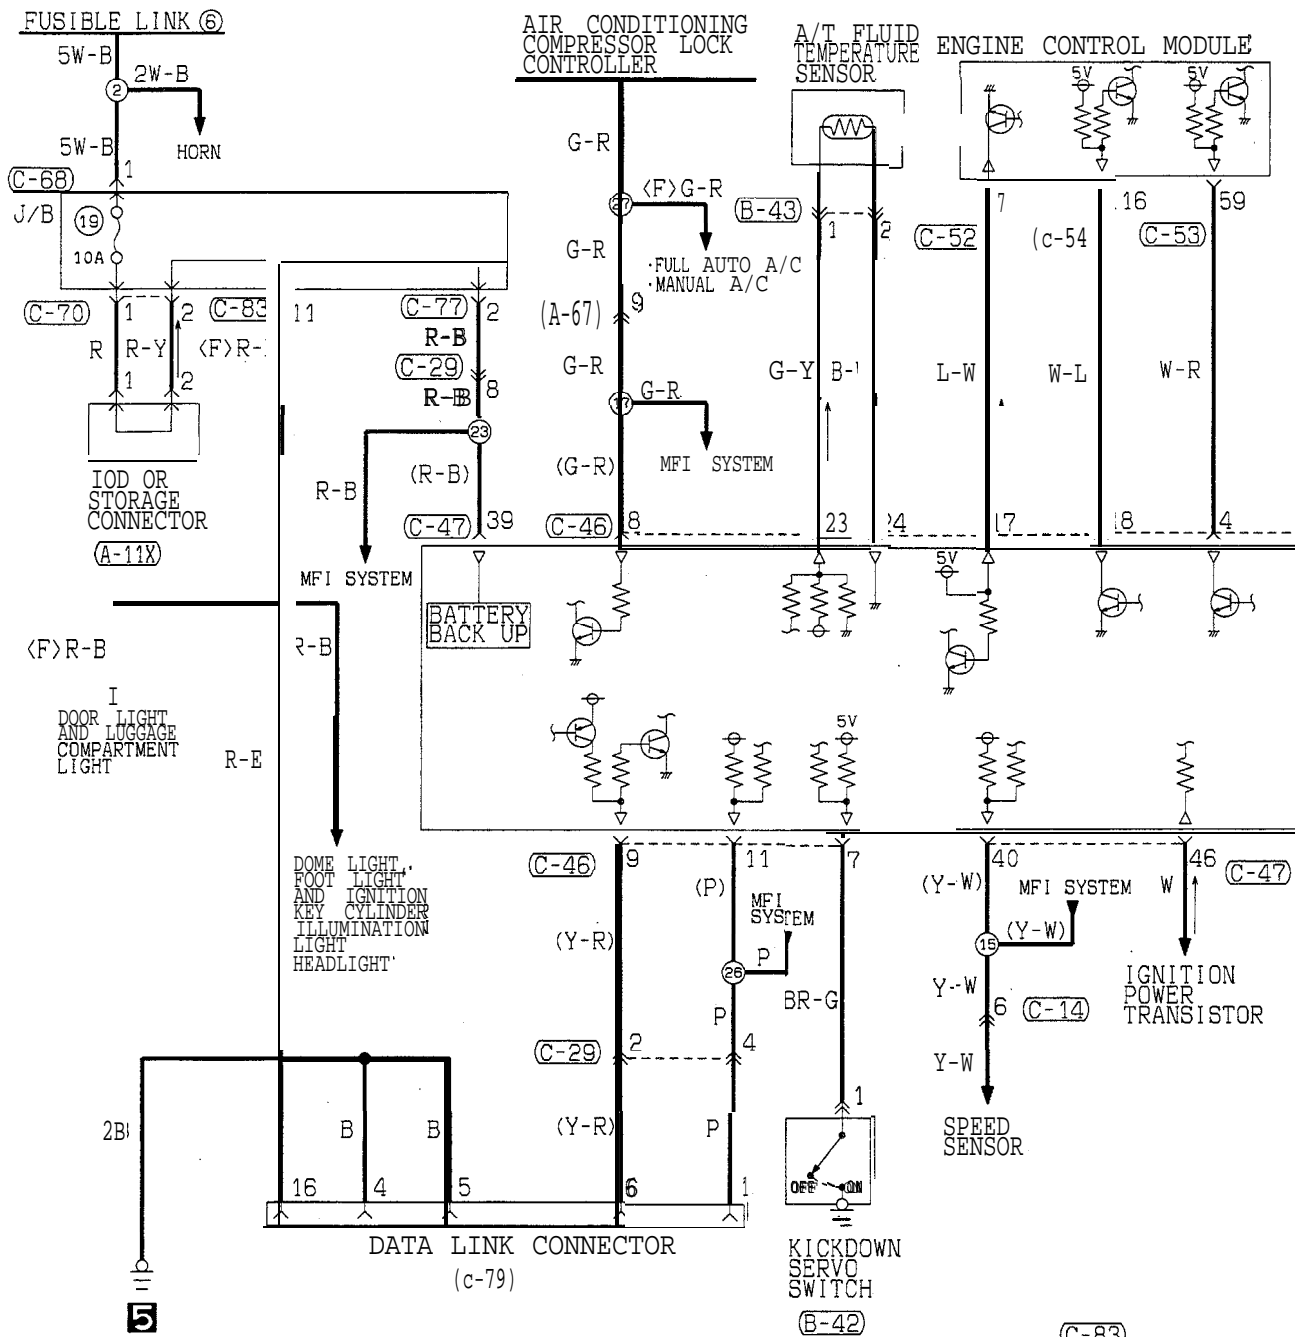 FUSIBLE LINK ⑥
5W-B
2
2W-B
HORN
5W-B
1
C-68
J/B
19
10A
C-70
1
2
C-83
11
R
R-Y
<F>R-
1
2
IOD OR
STORAGE
CONNECTOR
A-11X
C-77
2
R-B
C-29
8
R-B
23
R-B
(R-B)
C-47
39
MFI SYSTEM
AIR CONDITIONING
COMPRESSOR LOCK
CONTROLLER
G-R
27
<F>G-R
G-R
·FULL AUTO A/C
·MANUAL A/C
(A-67)
9
G-R
17
G-R
MFI SYSTEM
(G-R)
C-46
8
A/T FLUID
TEMPERATURE
SENSOR
B-43
1
2
G-Y
B-
23
24
ENGINE CONTROL MODULE
5V
5V
7
16
59
C-52
(c-54
C-53
L-W
W-L
W-R
17
8
4
BATTERY
BACK UP
5V
<F>R-B
R-B
I
DOOR LIGHT
AND LUGGAGE
COMPARTMENT
LIGHT
R-E
5V
DOME LIGHT,
FOOT LIGHT
AND IGNITION
KEY CYLINDER
ILLUMINATION
LIGHT
HEADLIGHT
C-46
9
11
7
40
46
C-47
(P)
(Y-W)
MFI SYSTEM
W
MFI
SYSTEM
(Y-R)
26
P
15
(Y-W)
BR-G
Y-W
IGNITION
POWER
TRANSISTOR
P
6
C-14
C-29
2
4
Y-W
1
2B
B
B
(Y-R)
P
SPEED
SENSOR
16
4
5
6
1
OFF
ON
DATA LINK CONNECTOR
(c-79)
KICKDOWN
SERVO
SWITCH
B-42
5
C-83